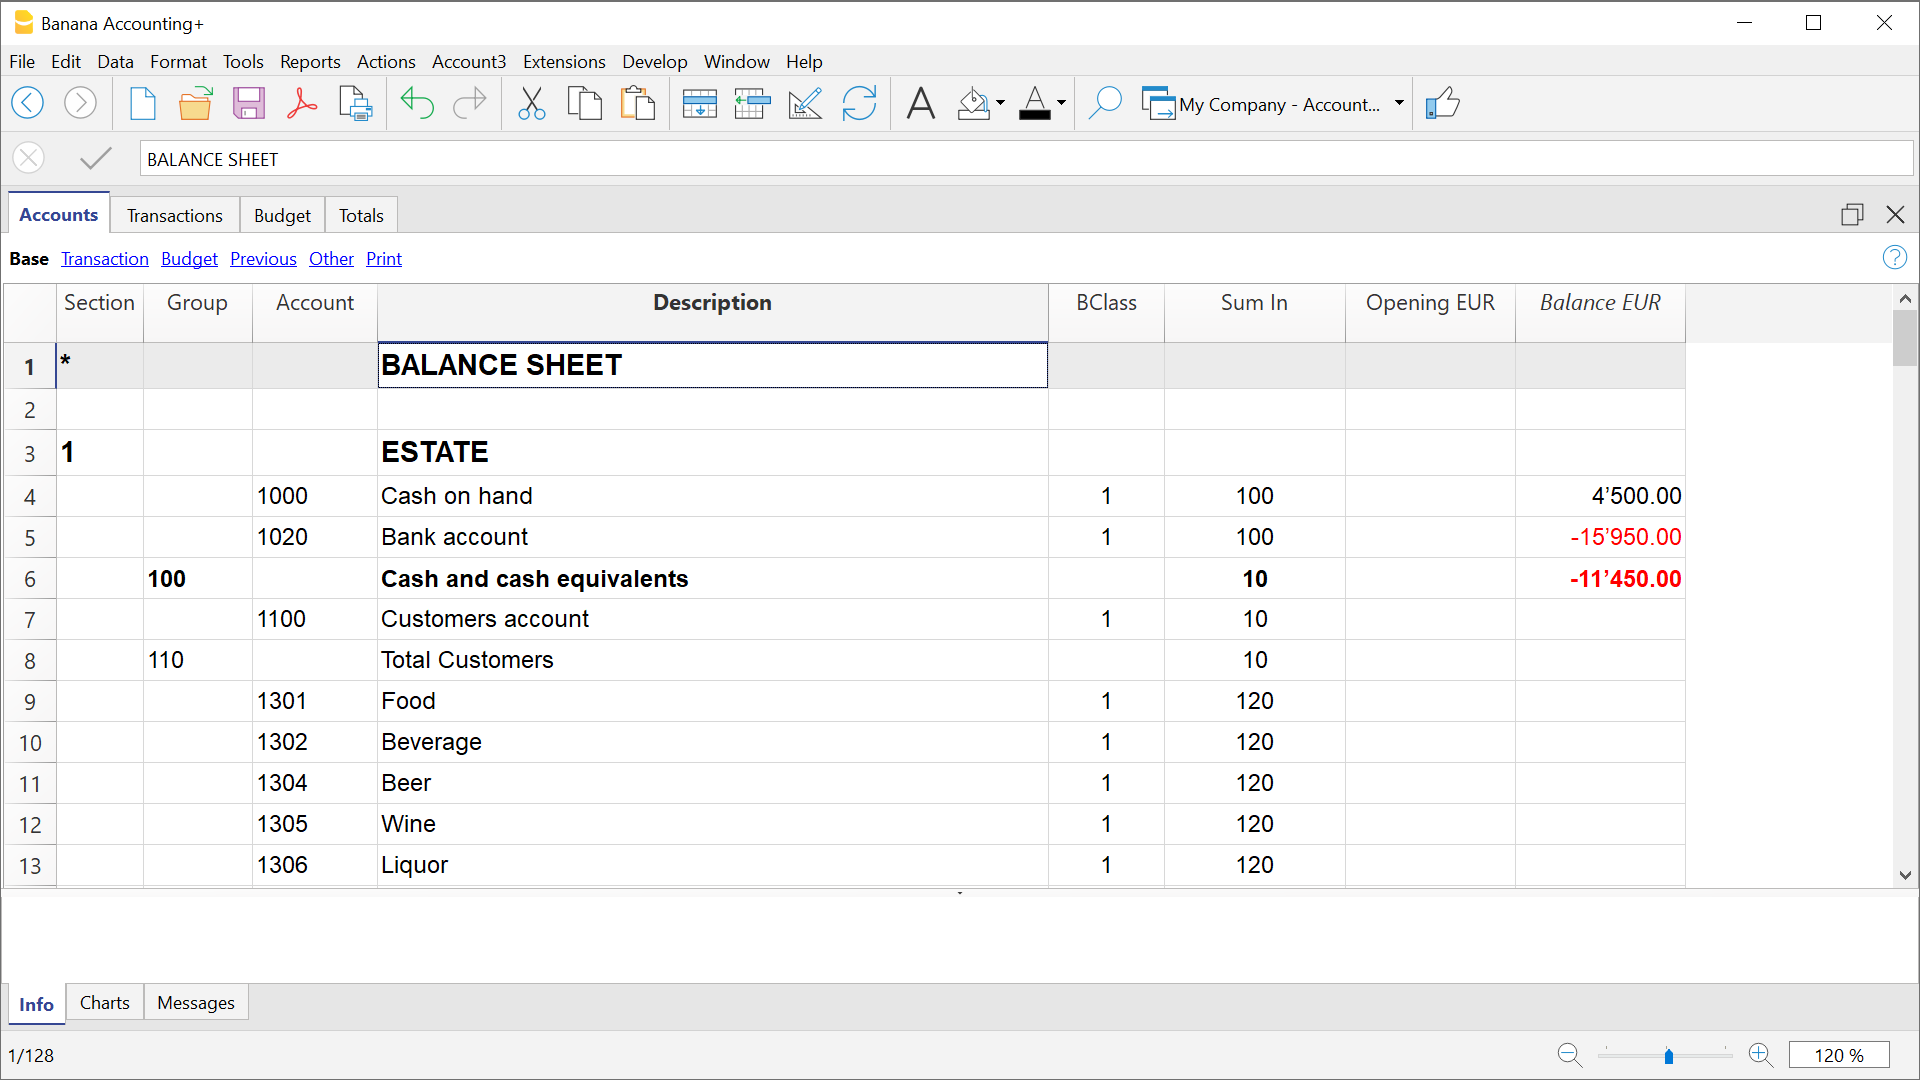 Banana Accounting+
File Edit Data Format Tools Reports Actions Account3 Extensions Develop Window Help
My Company - Account...
BALANCE SHEET
Accounts Transactions Budget Totals
Base Transaction Budget Previous Other Print
Section Group Account Description BClass Sum In Opening EUR Balance EUR
1 * BALANCE SHEET
2
3 1 ESTATE
4 1000 Cash on hand 1 100 4’500.00
5 1020 Bank account 1 100 -15’950.00
6 100 Cash and cash equivalents 10 -11’450.00
7 1100 Customers account 1 10
8 110 Total Customers 10
9 1301 Food 1 120
10 1302 Beverage 1 120
11 1304 Beer 1 120
12 1305 Wine 1 120
13 1306 Liquor 1 120
Info Charts Messages
1/128 120 %